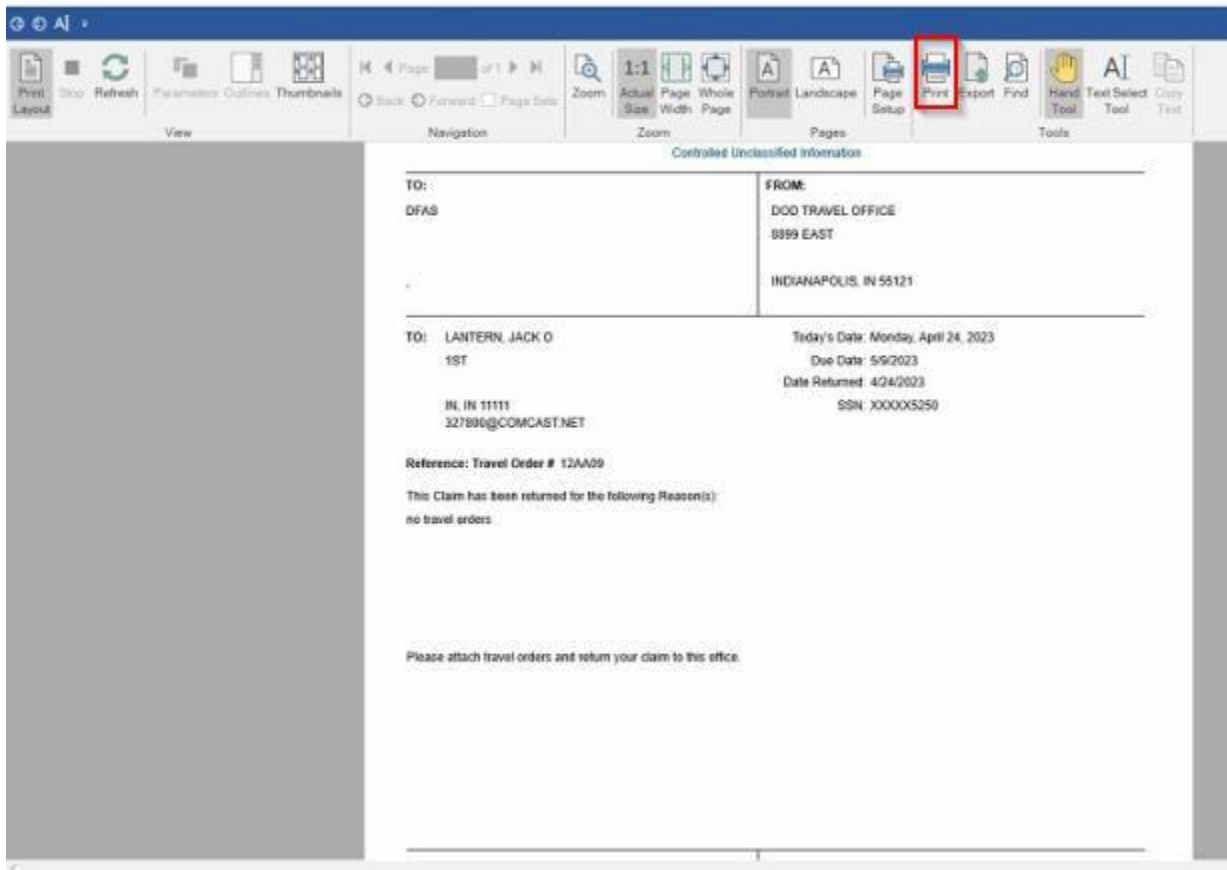 A
Print Layout
Stop
Refresh
Parameters
Outlines
Thumbnails
View
Page of 1
Back Forward Page Sets
Navigation
Zoom
1:1
Actual Size
Page Width
Whole Page
Zoom
A
Portrait
A
Landscape
Page Setup
Pages
Print
Export
Find
Hand Tool
AI
Text Select Tool
Copy Text
Tools
Controlled Unclassified Information
TO:
DFAS
,
FROM:
DOD TRAVEL OFFICE
8899 EAST
INDIANAPOLIS, IN 55121
TO: LANTERN, JACK O
1ST
IN, IN 11111
327800@COMCAST.NET
Today's Date: Monday, April 24, 2023
Due Date: 5/9/2023
Date Returned: 4/24/2023
SSN: XXXXX5250
Reference: Travel Order # 12AA09
This Claim has been returned for the following Reason(s):
no travel orders
Please attach travel orders and return your claim to this office.